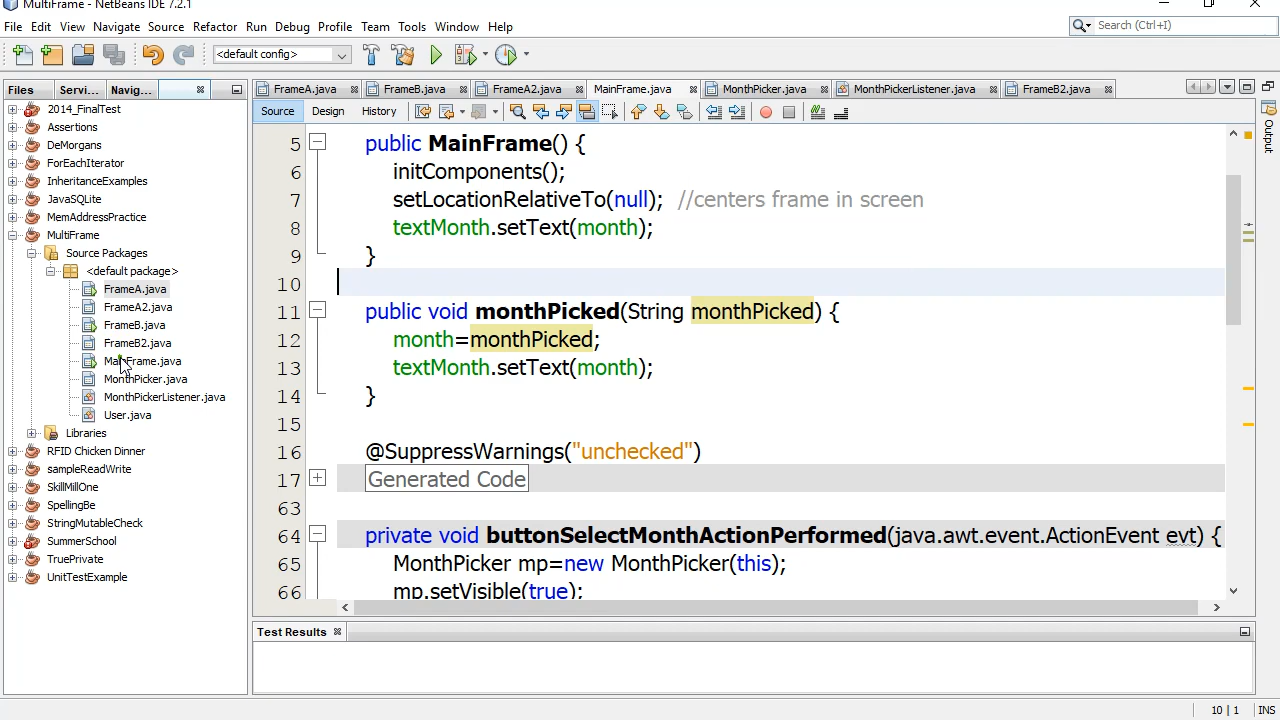 MultiFrame - NetBeans IDE 7.2.1
File Edit View Navigate Source Refactor Run Debug Profile Team Tools Window Help
Search (Ctrl+I)
<default config>
Files Servi... Navig...
FrameA.java FrameB.java FrameA2.java MainFrame.java MonthPicker.java MonthPickerListener.java FrameB2.java
Source Design History
Output
2014_FinalTest
Assertions
DeMorgans
ForEachIterator
InheritanceExamples
JavaSQLite
MemAddressPractice
MultiFrame
Source Packages
<default package>
FrameA.java
FrameA2.java
FrameB.java
FrameB2.java
MainFrame.java
MonthPicker.java
MonthPickerListener.java
User.java
Libraries
RFID Chicken Dinner
sampleReadWrite
SkillMillOne
SpellingBe
StringMutableCheck
SummerSchool
TruePrivate
UnitTestExample
5 public MainFrame() {
6 initComponents();
7 setLocationRelativeTo(null); //centers frame in screen
8 textMonth.setText(month);
9 }
10
11 public void monthPicked(String monthPicked) {
12 month=monthPicked;
13 textMonth.setText(month);
14 }
15
16 @SuppressWarnings("unchecked")
17 Generated Code
63
64 private void buttonSelectMonthActionPerformed(java.awt.event.ActionEvent evt) {
65 MonthPicker mp=new MonthPicker(this);
66 mp.setVisible(true);
Test Results
10 | 1 INS